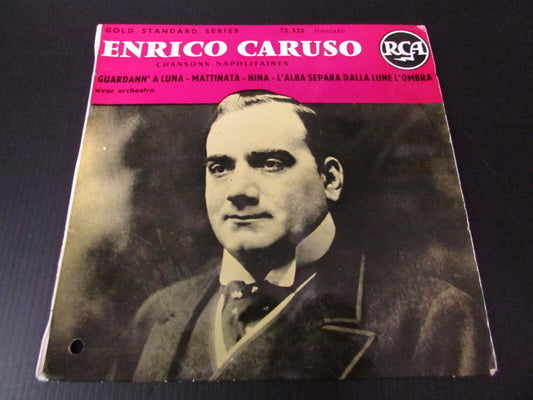 GOLD STANDARD SERIES 75.525 STANDARD
ENRICO CARUSO RCA
CHANSONS NAPOLITAINES
GUARDANN' A LUNA - MATTINATA - NINA - L'ALBA SEPARA DALLA LUNE L'OMBRA
avec orchestre